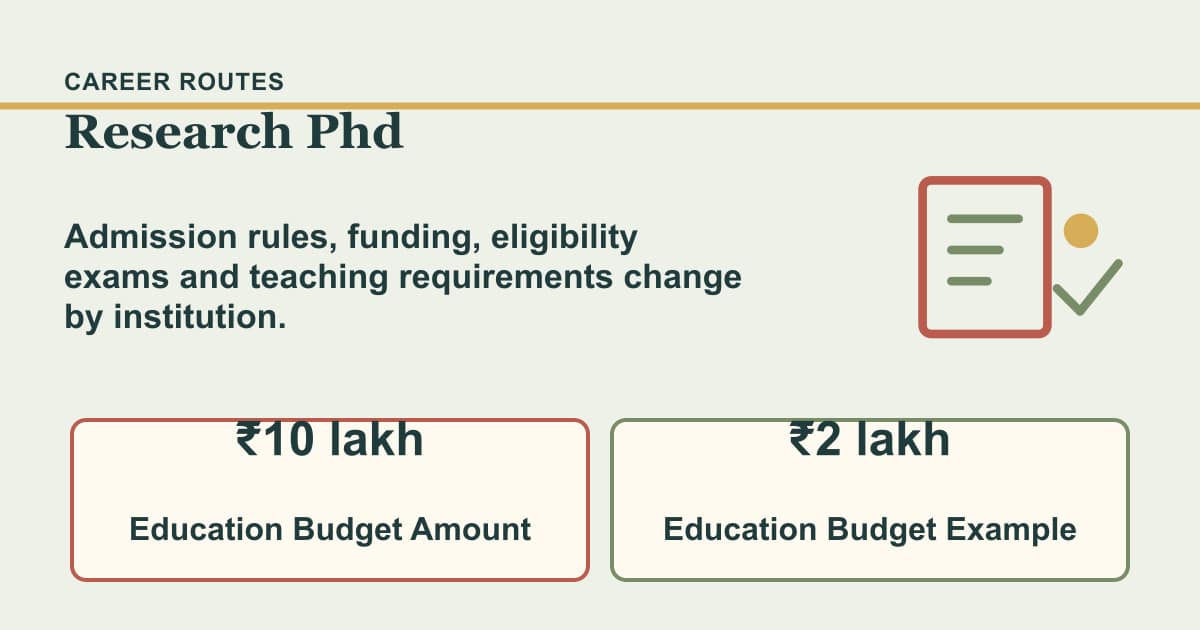 CAREER ROUTES
Research Phd
Admission rules, funding, eligibility
exams and teaching requirements change
by institution.
₹10 lakh
Education Budget Amount
₹2 lakh
Education Budget Example